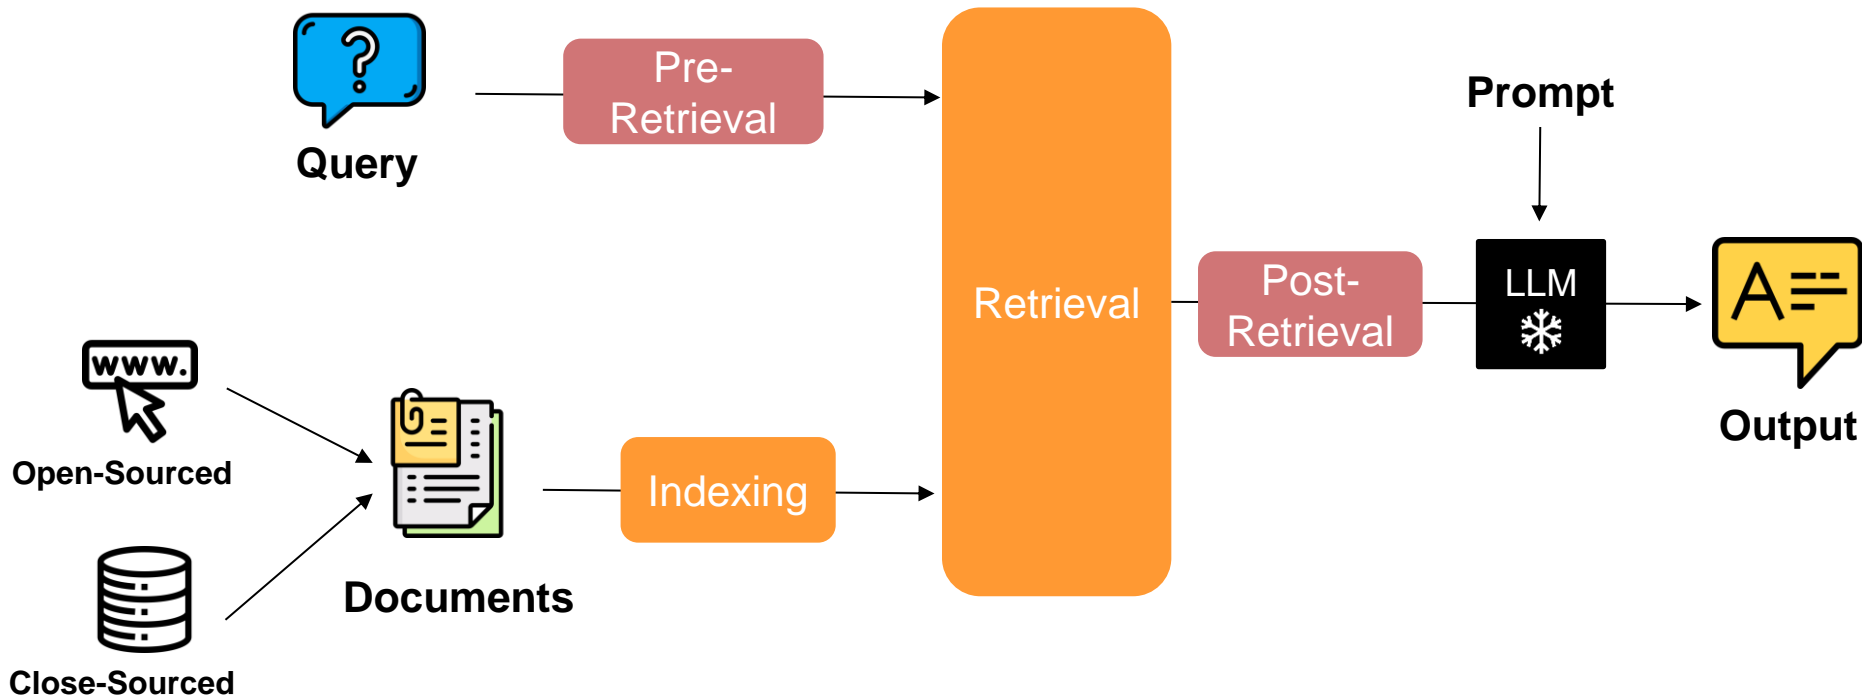 ?
Query
Pre-
Retrieval
Retrieval
Prompt
Post-
Retrieval
LLM
A
Output
www.
Open-Sourced
Documents
Indexing
Close-Sourced